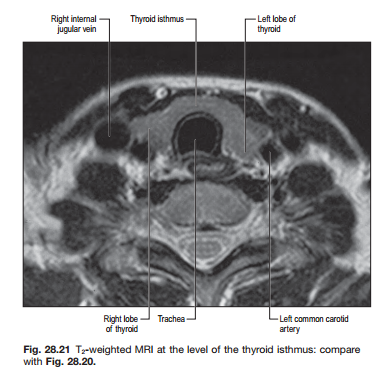 Right internal
jugular vein
Thyroid isthmus
Left lobe of
thyroid
Right lobe
of thyroid
Trachea
Left common carotid
artery
Fig. 28.21 T₂-weighted MRI at the level of the thyroid isthmus: compare
with Fig. 28.20.